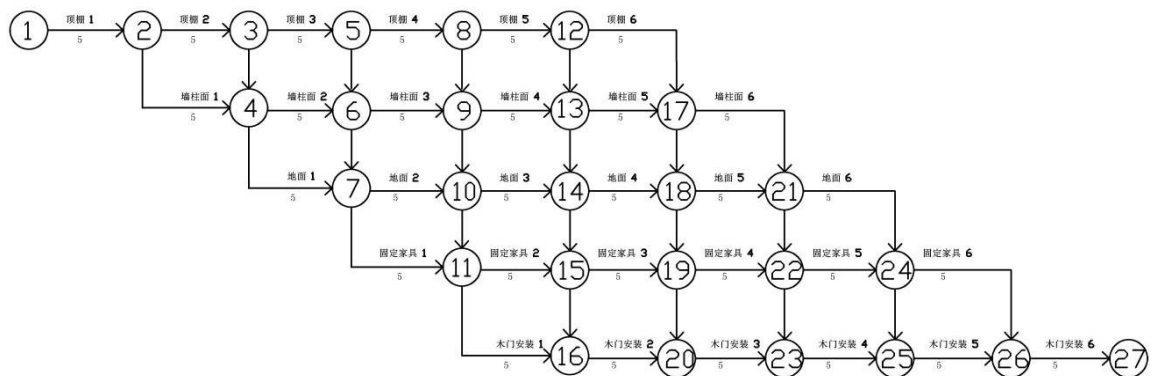 1 顶棚 1 5 2 顶棚 2 5 3 顶棚 3 5 5 顶棚 4 5 8 顶棚 5 5 12 顶棚 6 5
墙柱面 1 5 4 墙柱面 2 5 6 墙柱面 3 5 9 墙柱面 4 5 13 墙柱面 5 5 17 墙柱面 6 5
地面 1 5 7 地面 2 5 10 地面 3 5 14 地面 4 5 18 地面 5 5 21 地面 6 5
固定家具 1 5 11 固定家具 2 5 15 固定家具 3 5 19 固定家具 4 5 22 固定家具 5 5 24 固定家具 6 5
木门安装 1 5 16 木门安装 2 5 20 木门安装 3 5 23 木门安装 4 5 25 木门安装 5 5 26 木门安装 6 5 27